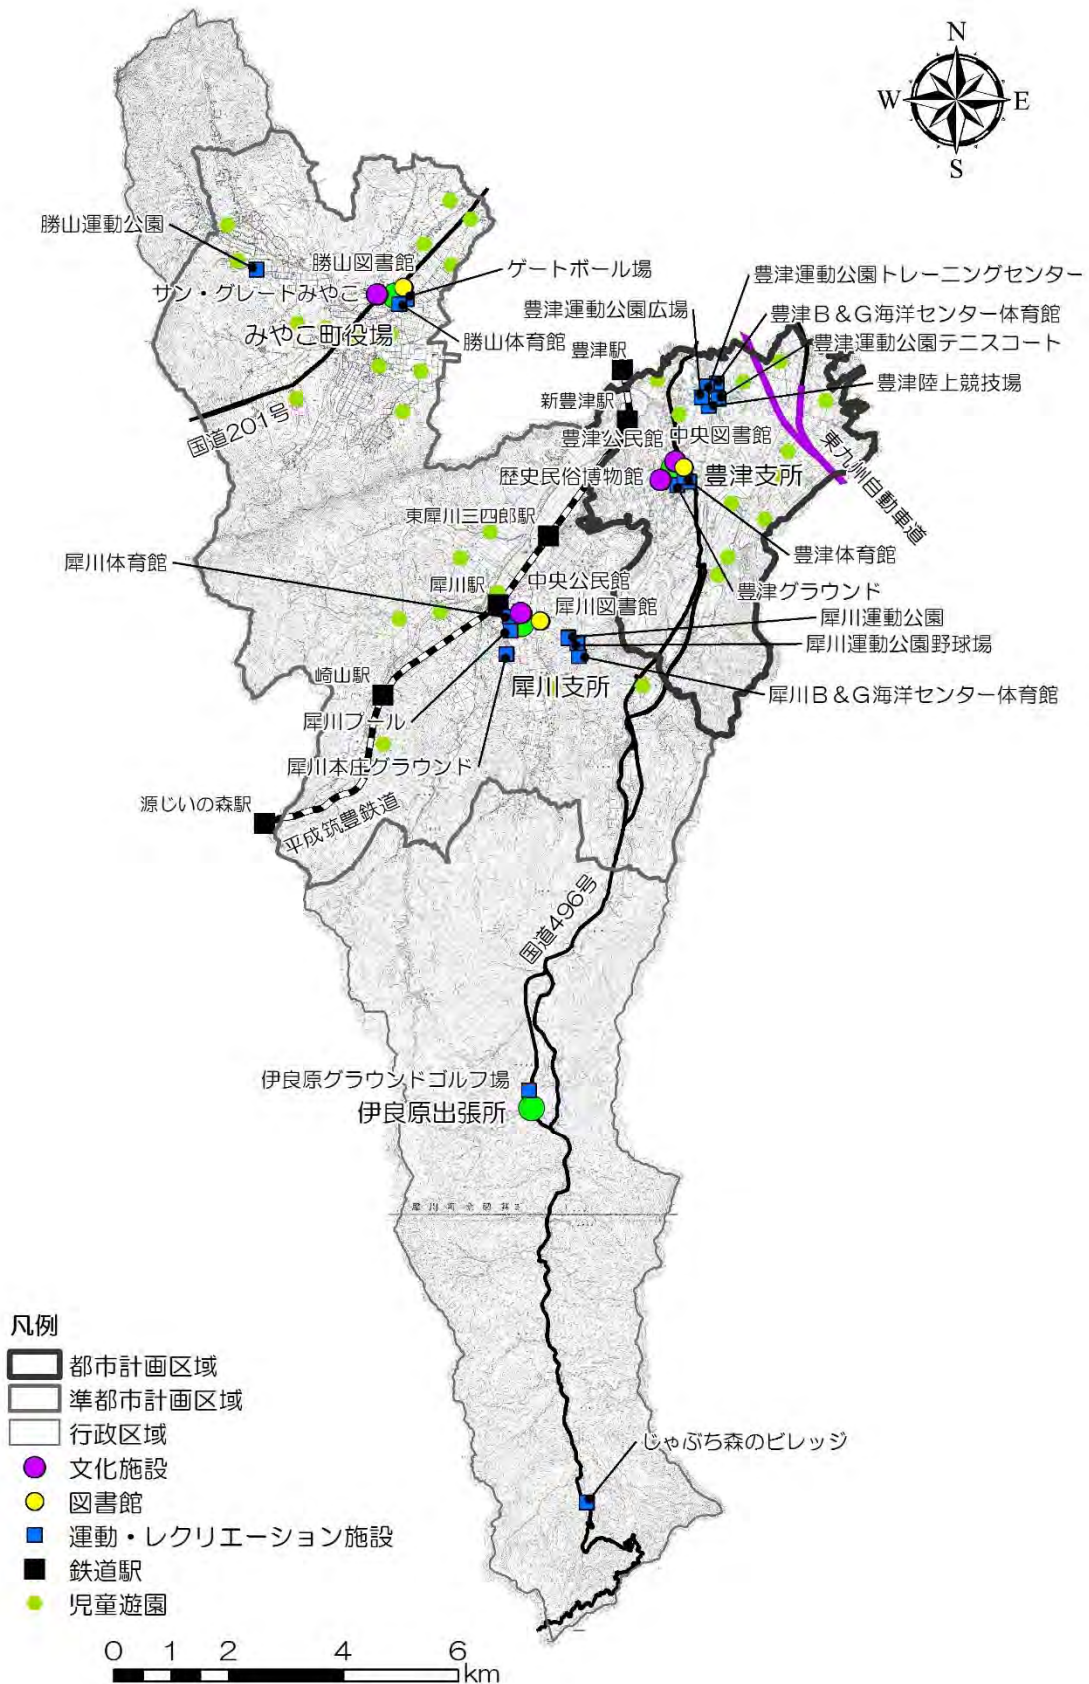 N
W
E
S
勝山運動公園
勝山図書館
ゲートボール場
サン・グレートみやこ
みやこ町役場
勝山体育館
国道201号
豊津運動公園トレーニングセンター
豊津運動公園広場
豊津B&G海洋センター体育館
豊津駅
豊津運動公園テニスコート
豊津陸上競技場
新豊津駅
豊津公民館
中央図書館
歴史民俗博物館
豊津支所
東九州自動車道
東犀川三四郎駅
豊津体育館
犀川体育館
犀川駅
中央公民館
豊津グラウンド
犀川図書館
犀川運動公園
犀川運動公園野球場
崎山駅
犀川支所
犀川B&G海洋センター体育館
犀川プール
犀川本庄グラウンド
源じいの森駅
平成筑豊鉄道
国道496号
伊良原グラウンドゴルフ場
伊良原出張所
じゃぶち森のビレッジ
凡例
都市計画区域
準都市計画区域
行政区域
文化施設
図書館
運動・レクリエーション施設
鉄道駅
児童遊園
0 1 2 4 6
km